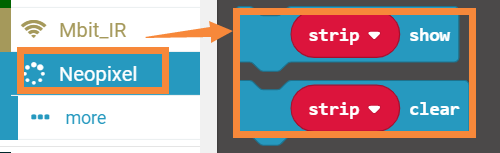 Mbit_IR
Neopixel
more
strip show
strip clear